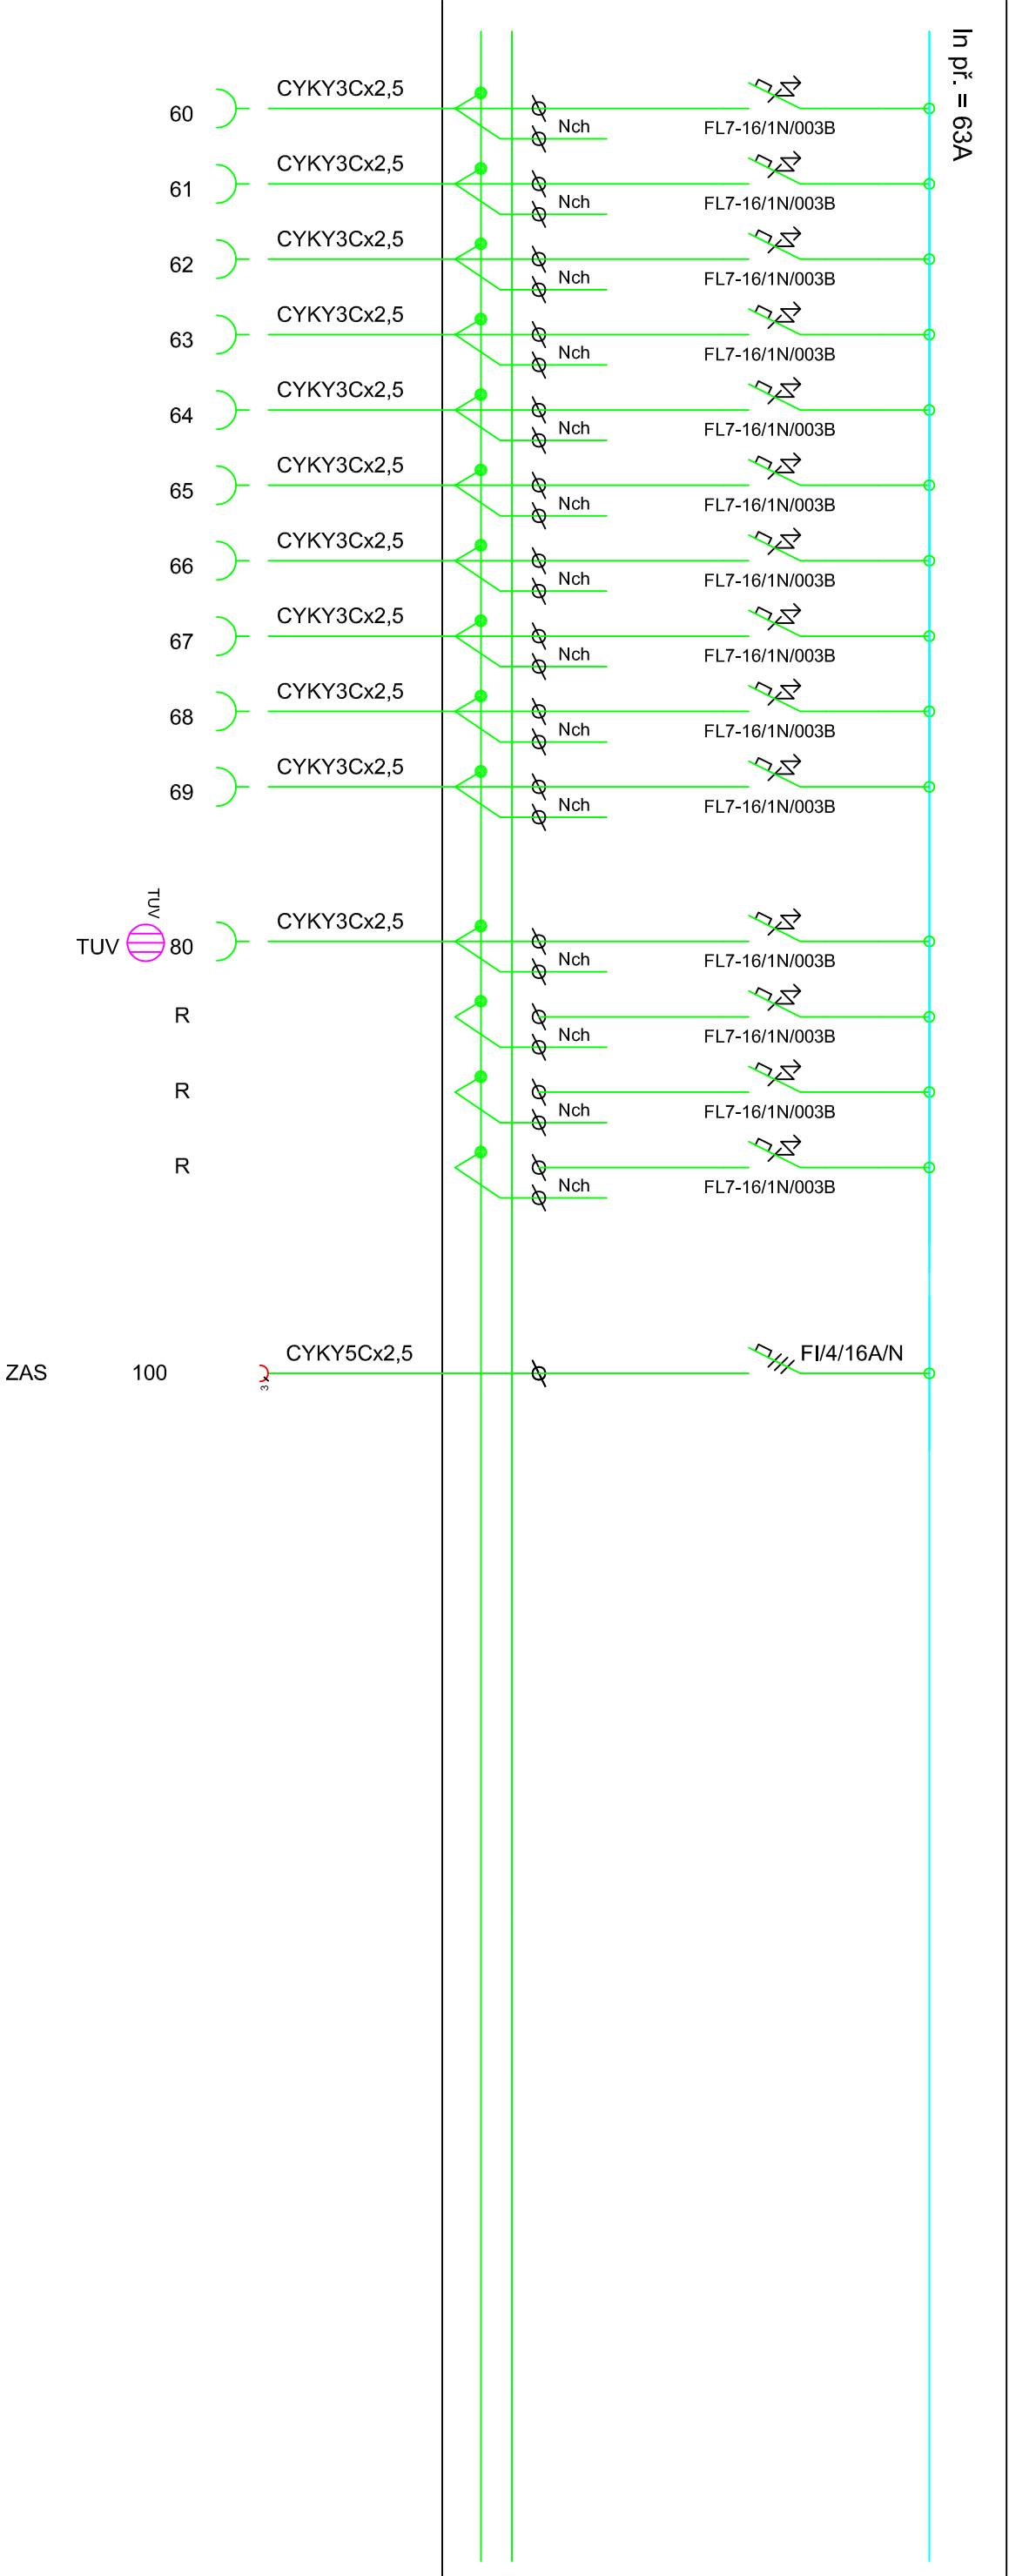 In př. = 63A
CYKY3Cx2,5
60
Nch
FL7-16/1N/003B
CYKY3Cx2,5
61
Nch
FL7-16/1N/003B
CYKY3Cx2,5
62
Nch
FL7-16/1N/003B
CYKY3Cx2,5
63
Nch
FL7-16/1N/003B
CYKY3Cx2,5
64
Nch
FL7-16/1N/003B
CYKY3Cx2,5
65
Nch
FL7-16/1N/003B
CYKY3Cx2,5
66
Nch
FL7-16/1N/003B
CYKY3Cx2,5
67
Nch
FL7-16/1N/003B
CYKY3Cx2,5
68
Nch
FL7-16/1N/003B
CYKY3Cx2,5
69
Nch
FL7-16/1N/003B
TUV
CYKY3Cx2,5
TUV 80
Nch
FL7-16/1N/003B
R
Nch
FL7-16/1N/003B
R
Nch
FL7-16/1N/003B
R
Nch
FL7-16/1N/003B
CYKY5Cx2,5
FI/4/16A/N
ZAS 100
3x